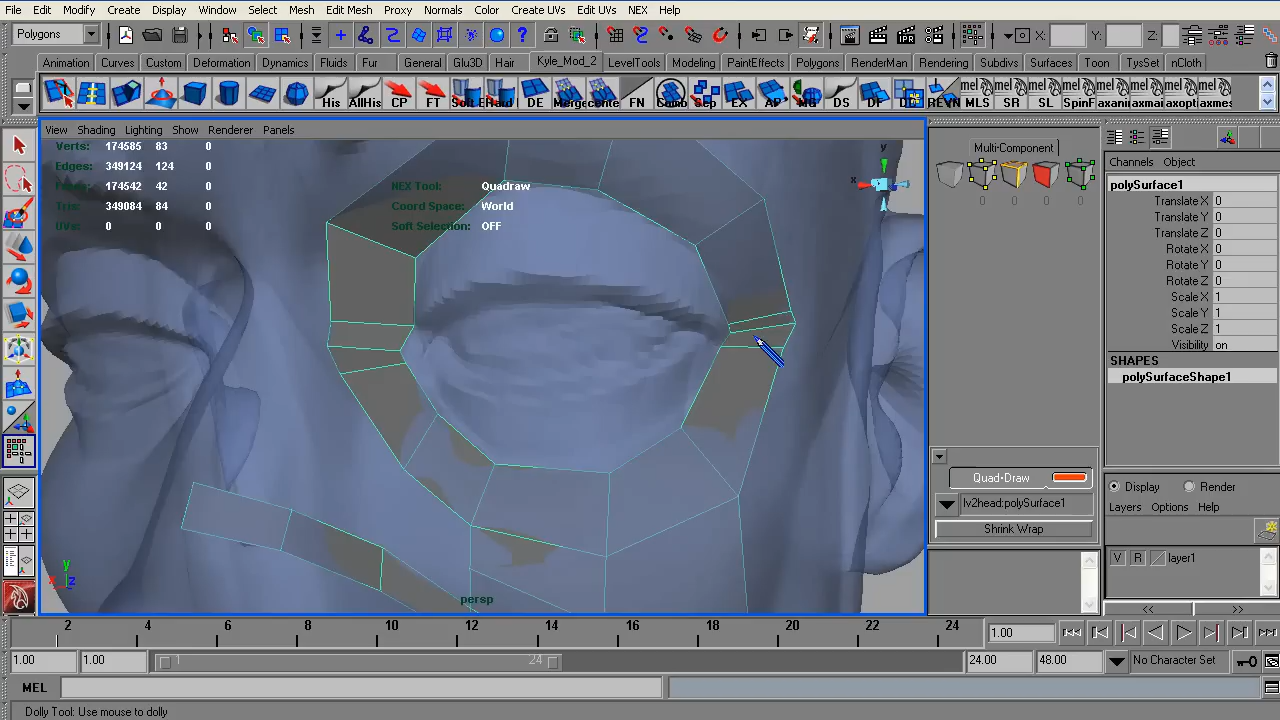 File Edit Modify Create Display Window Select Mesh Edit Mesh Proxy Normals Color Create UVs Edit UVs NEX Help
Polygons X: Y: Z:
Animation Curves Custom Deformation Dynamics Fluids Fur General Glu3D Hair Kyle_Mod_2 LevelTools Modeling PaintEffects Polygons RenderMan Rendering Subdivs Surfaces Toon TysSet nCloth
His AllHis CP FT DE FN Sep EX AP DS DF REVN MLS SR SL SpinF axani axma axopt axmes
View Shading Lighting Show Renderer Panels
Verts: 174585 83 0
Edges: 349124 124 0
174542 42 0
Tris: 349084 84 0
UVs: 0 0 0
NEX Tool: Quadraw
Coord Space: World
Soft Selection: OFF
persp
Multi-Component
0 0 0 0
Quad-Draw
lv2head:polySurface1
Shrink Wrap
Channels Object
polySurface1
Translate X 0
Translate Y 0
Translate Z 0
Rotate X 0
Rotate Y 0
Rotate Z 0
Scale X 1
Scale Y 1
Scale Z 1
Visibility on
SHAPES
polySurfaceShape1
Display Render
Layers Options Help
V R layer1
<< >>
2 4 6 8 10 12 14 16 18 20 22 24 1.00
1.00 1.00 1 24 24.00 48.00 No Character Set
MEL
Dolly Tool: Use mouse to dolly